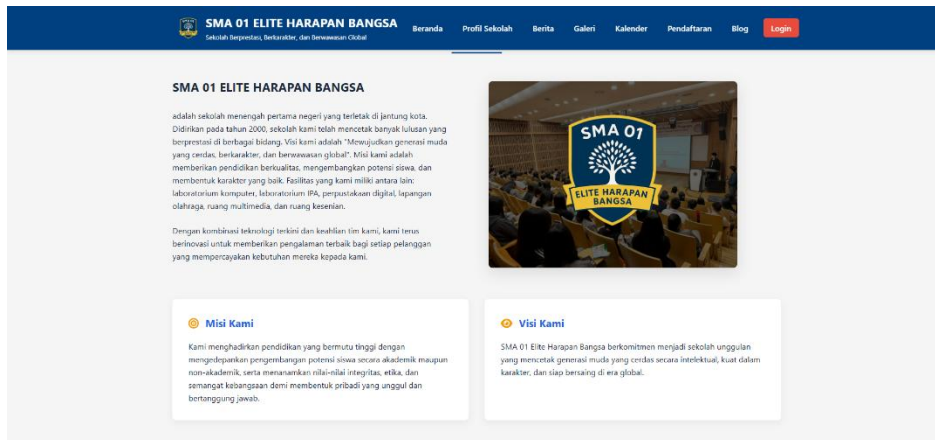 SMA 01 ELITE HARAPAN BANGSA
Sekolah Berprestasi, Berkarakter, dan Berwawasan Global
Beranda Profil Sekolah Berita Galeri Kalender Pendaftaran Blog Login
SMA 01 ELITE HARAPAN BANGSA
adalah sekolah menengah pertama negeri yang terletak di jantung kota.
Didirikan pada tahun 2000, sekolah kami telah mencetak banyak lulusan yang
berprestasi di berbagai bidang. Visi kami adalah "Mewujudkan generasi muda
yang cerdas, berkarakter, dan berwawasan global". Misi kami adalah
memberikan pendidikan berkualitas, mengembangkan potensi siswa, dan
membentuk karakter yang baik. Fasilitas yang kami miliki antara lain:
laboratorium komputer, laboratorium IPA, perpustakaan digital, lapangan
olahraga, ruang multimedia, dan ruang kesenian.
Dengan kombinasi teknologi terkini dan keahlian tim kami, kami terus
berinovasi untuk memberikan pengalaman terbaik bagi setiap pelanggan
yang mempercayakan kebutuhan mereka kepada kami.
SMA 01
ELITE HARAPAN
BANGSA
Misi Kami
Kami menghadirkan pendidikan yang bermutu tinggi dengan
mengedepankan pengembangan potensi siswa secara akademik maupun
non-akademik, serta menanamkan nilai-nilai integritas, etika, dan
semangat kebangsaan demi membentuk pribadi yang unggul dan
bertanggung jawab.
Visi Kami
SMA 01 Elite Harapan Bangsa berkomitmen menjadi sekolah unggulan
yang mencetak generasi muda yang cerdas secara intelektual, kuat dalam
karakter, dan siap bersaing di era global.